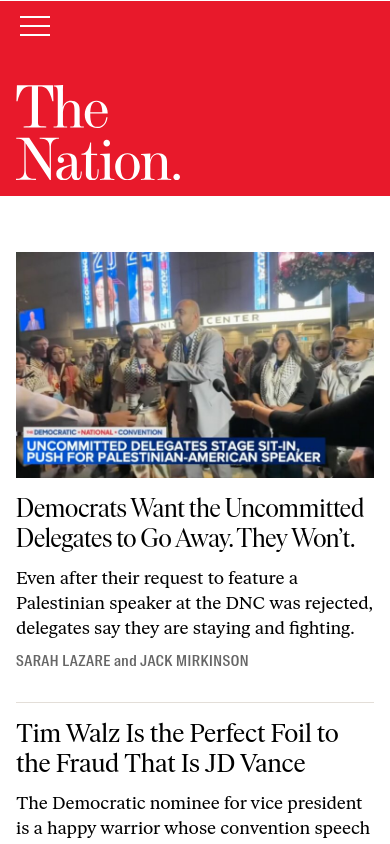 The
Nation.
UNITED CENTER
THE DEMOCRATIC • NATIONAL • CONVENTION
UNCOMMITTED DELEGATES STAGE SIT-IN,
PUSH FOR PALESTINIAN-AMERICAN SPEAKER
Democrats Want the Uncommitted
Delegates to Go Away. They Won’t.
Even after their request to feature a
Palestinian speaker at the DNC was rejected,
delegates say they are staying and fighting.
SARAH LAZARE and JACK MIRKINSON
Tim Walz Is the Perfect Foil to
the Fraud That Is JD Vance
The Democratic nominee for vice president
is a happy warrior whose convention speech